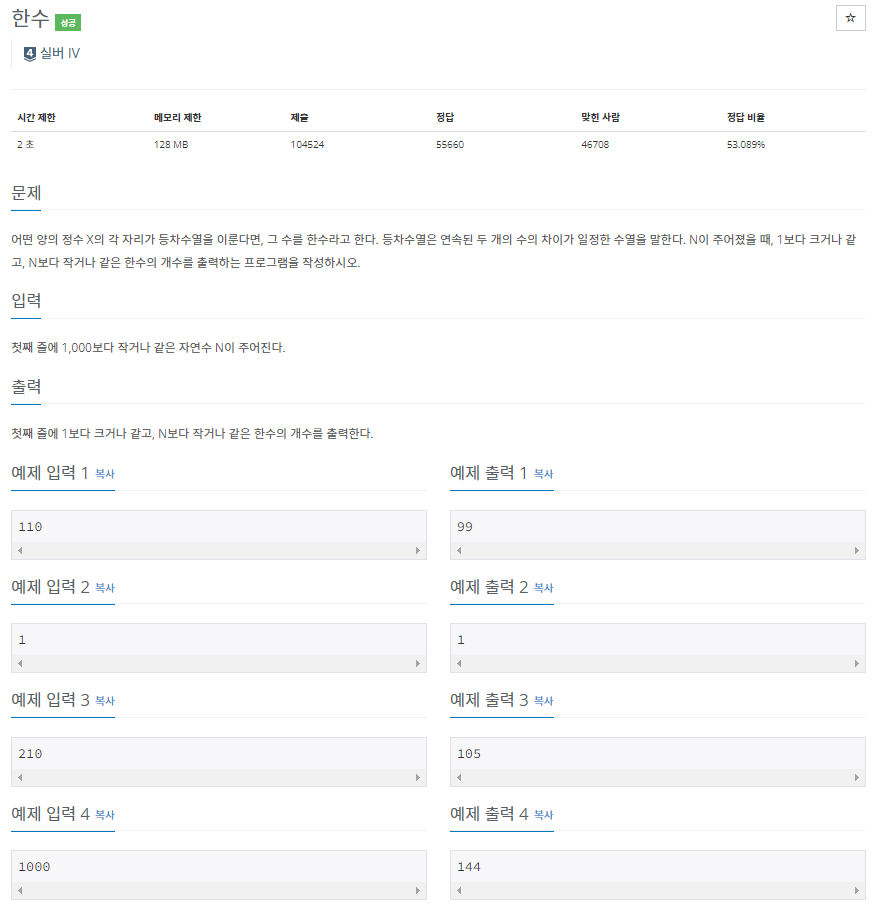 한수 성공
☆
4 실버 IV
시간 제한 메모리 제한 제출 정답 맞힌 사람 정답 비율
2 초 128 MB 104524 55660 46708 53.089%
문제
어떤 양의 정수 X의 각 자리가 등차수열을 이룬다면, 그 수를 한수라고 한다. 등차수열은 연속된 두 개의 수의 차이가 일정한 수열을 말한다. N이 주어졌을 때, 1보다 크거나 같
고, N보다 작거나 같은 한수의 개수를 출력하는 프로그램을 작성하시오.
입력
첫째 줄에 1,000보다 작거나 같은 자연수 N이 주어진다.
출력
첫째 줄에 1보다 크거나 같고, N보다 작거나 같은 한수의 개수를 출력한다.
예제 입력 1 복사 예제 출력 1 복사
110 99
예제 입력 2 복사 예제 출력 2 복사
1 1
예제 입력 3 복사 예제 출력 3 복사
210 105
예제 입력 4 복사 예제 출력 4 복사
1000 144